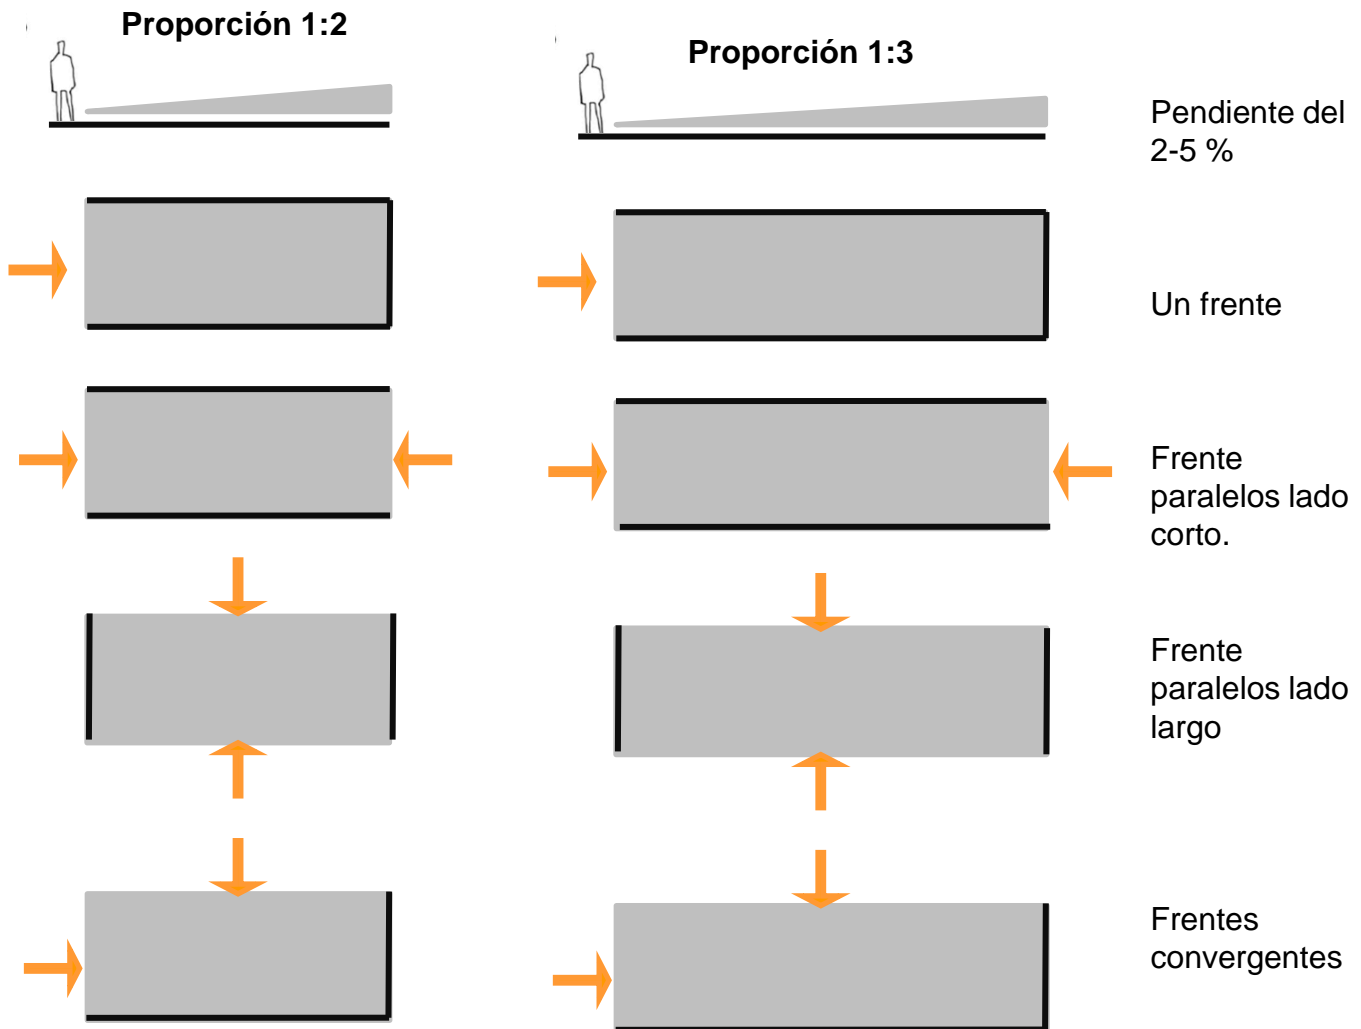 Proporción 1:2
Proporción 1:3
Pendiente del
2-5 %
Un frente
Frente
paralelos lado
corto.
Frente
paralelos lado
largo
Frentes
convergentes